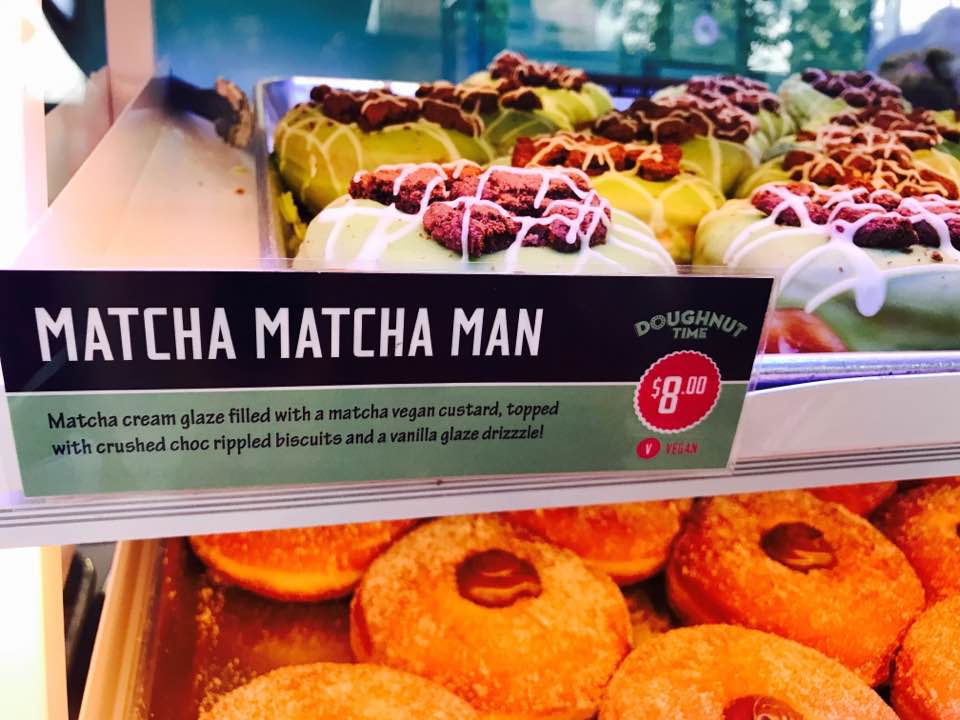 MATCHA MATCHA MAN
DOUGHNUT
TIME
$8.00
Matcha cream glaze filled with a matcha vegan custard, topped
with crushed choc rippled biscuits and a vanilla glaze drizzzle!
V VEGAN